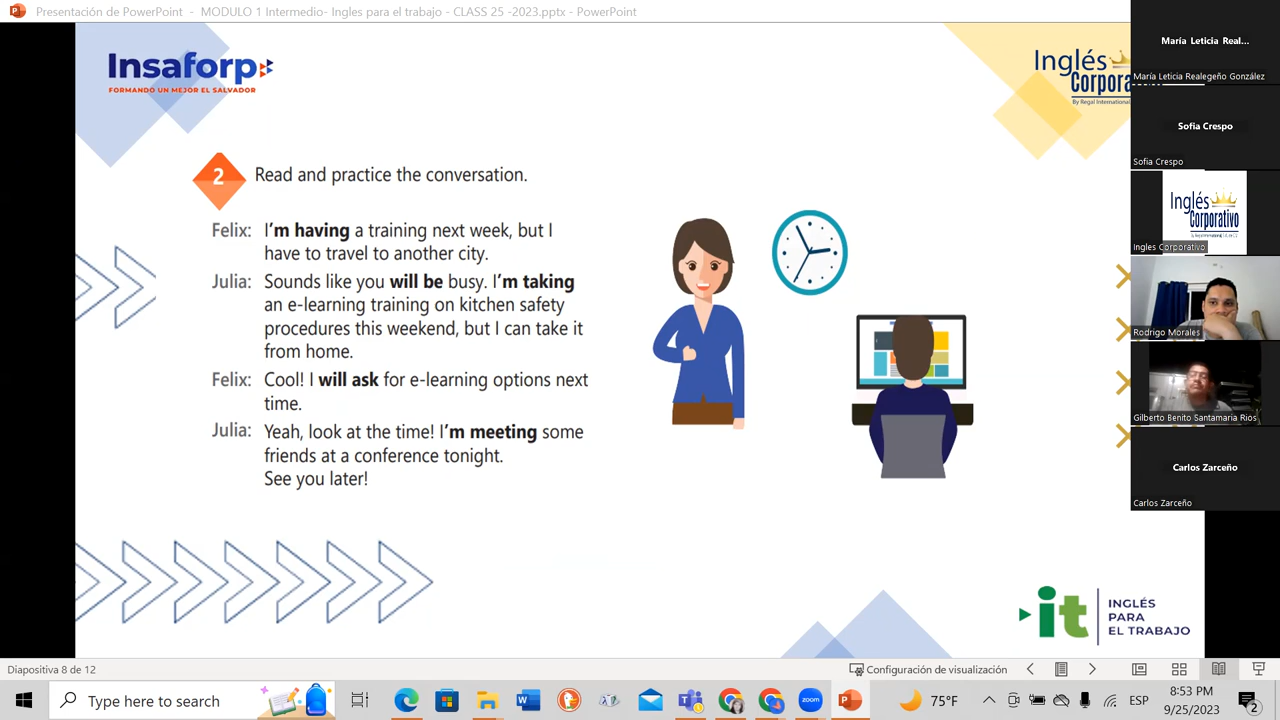 Presentación de PowerPoint - MODULO 1 Intermedio- Ingles para el trabajo - CLASS 25 -2023.pptx - PowerPoint
Insaforp
FORMANDO UN MEJOR EL SALVADOR
Inglés
Corpora
By Regal International
2 Read and practice the conversation.
Felix: I'm having a training next week, but I
have to travel to another city.
Julia: Sounds like you will be busy. I'm taking
an e-learning training on kitchen safety
procedures this weekend, but I can take it
from home.
Felix: Cool! I will ask for e-learning options next
time.
Julia: Yeah, look at the time! I'm meeting some
friends at a conference tonight.
See you later!
it INGLÉS
PARA
EL TRABAJO
María Leticia Real...
María Leticia Realegeño González
Sofia Crespo
Sofia Crespo
Inglés
Corporativo
Ingles Corporativo
Rodrigo Morales
Gilberto Benito Santamaria Rios
Carlos Zarceño
Carlos Zarceño
Diapositiva 8 de 12
Configuración de visualización
Type here to search
zoom
75°F
ESP
8:53 PM
9/25/2023
2